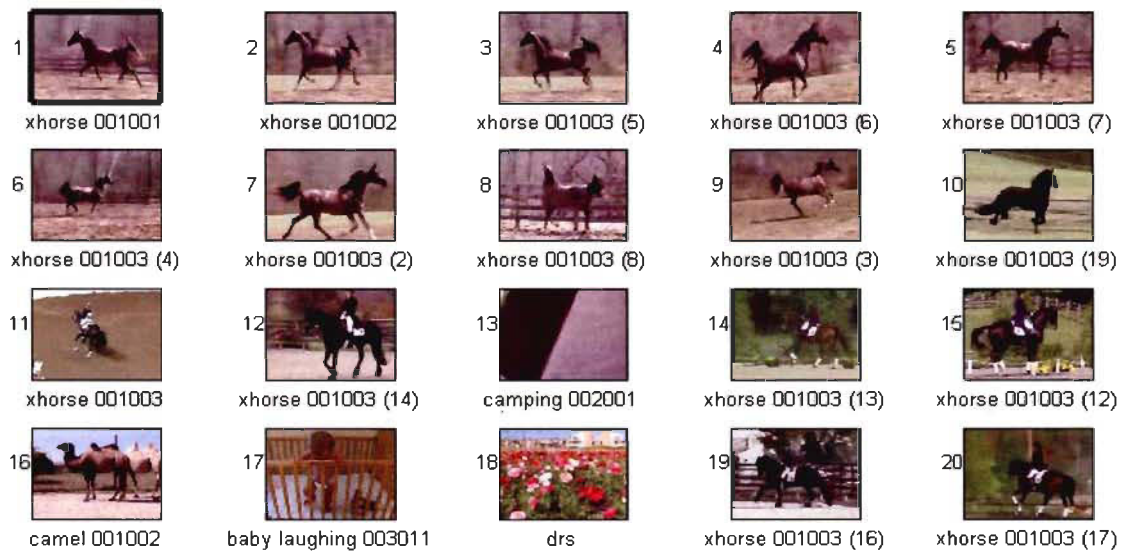 1 2 3 4 5
xhorse 001001 xhorse 001002 xhorse 001003 (5) xhorse 001003 (6) xhorse 001003 (7)
6 7 8 9 10
xhorse 001003 (4) xhorse 001003 (2) xhorse 001003 (8) xhorse 001003 (3) xhorse 001003 (19)
11 12 13 14 15
xhorse 001003 xhorse 001003 (14) camping 002001 xhorse 001003 (13) xhorse 001003 (12)
16 17 18 19 20
camel 001002 baby laughing 003011 drs xhorse 001003 (16) xhorse 001003 (17)